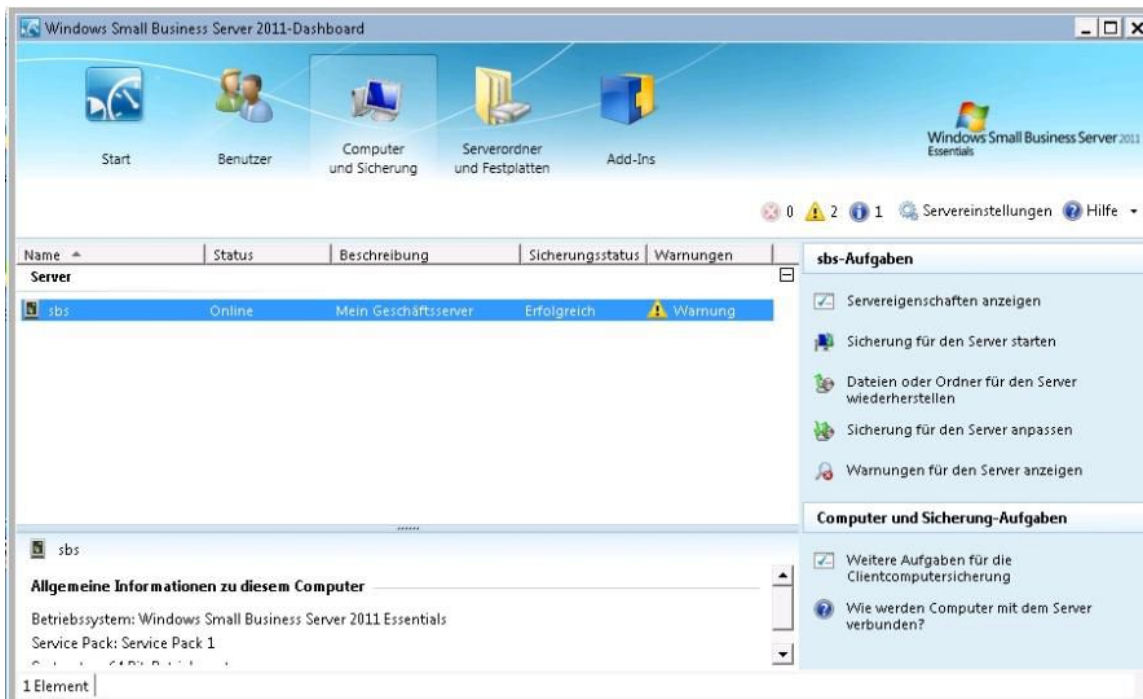 Windows Small Business Server 2011-Dashboard
Start
Benutzer
Computer
und Sicherung
Serverordner
und Festplatten
Add-Ins
Windows Small Business Server 2011
Essentials
0 2 1 Servereinstellungen Hilfe
Name Status Beschreibung Sicherungsstatus Warnungen
Server
sbs Online Mein Geschäftsserver Erfolgreich Warnung
sbs
Allgemeine Informationen zu diesem Computer
Betriebssystem: Windows Small Business Server 2011 Essentials
Service Pack: Service Pack 1
1 Element
sbs-Aufgaben
Servereigenschaften anzeigen
Sicherung für den Server starten
Dateien oder Ordner für den Server
wiederherstellen
Sicherung für den Server anpassen
Warnungen für den Server anzeigen
Computer und Sicherung-Aufgaben
Weitere Aufgaben für die
Clientcomputersicherung
Wie werden Computer mit dem Server
verbunden?